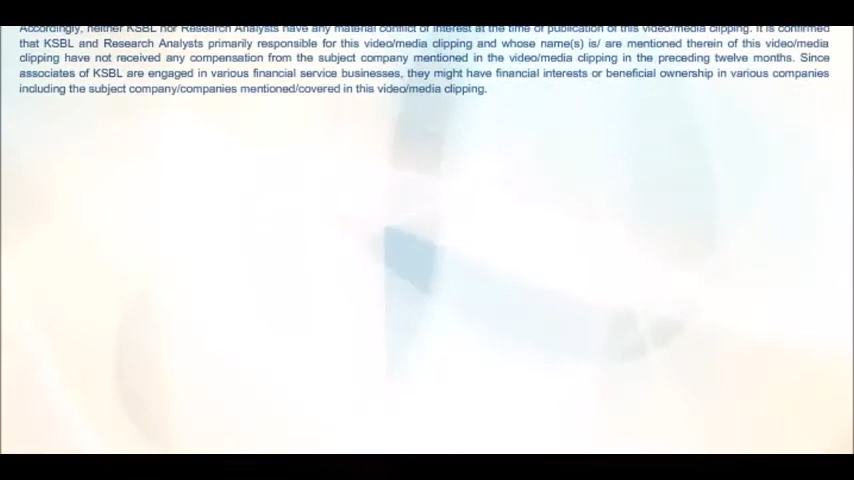 Accordingly, neither KSBL nor Research Analysts have any material conflict of interest at the time of publication of this video/media clipping. It is confirmed
that KSBL and Research Analysts primarily responsible for this video/media clipping and whose name(s) is/ are mentioned therein of this video/media
clipping have not received any compensation from the subject company mentioned in the video/media clipping in the preceding twelve months. Since
associates of KSBL are engaged in various financial service businesses, they might have financial interests or beneficial ownership in various companies
including the subject company/companies mentioned/covered in this video/media clipping.